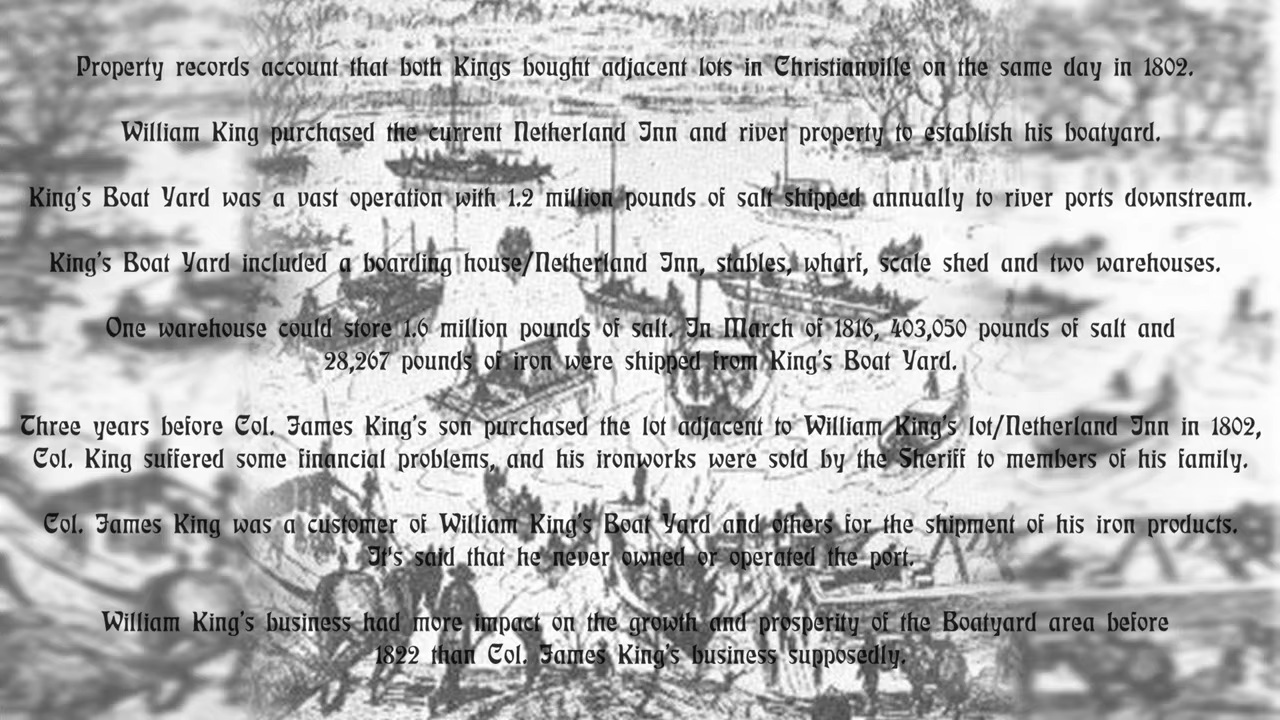 Property records account that both Kings bought adjacent lots in Christianville on the same day in 1802.
William King purchased the current Netherland Inn and river property to establish his boatyard.
King's Boat Yard was a vast operation with 1.2 million pounds of salt shipped annually to river ports downstream.
King's Boat Yard included a boarding house/Netherland Inn, stables, wharf, scale shed and two warehouses.
One warehouse could store 1.6 million pounds of salt. In March of 1816, 403,050 pounds of salt and
28,267 pounds of iron were shipped from King's Boat Yard.
Three years before Col. James King's son purchased the lot adjacent to William King's lot/Netherland Inn in 1802,
Col. King suffered some financial problems, and his ironworks were sold by the Sheriff to members of his family.
Col. James King was a customer of William King's Boat Yard and others for the shipment of his iron products.
It's said that he never owned or operated the port.
William King's business had more impact on the growth and prosperity of the Boatyard area before
1822 than Col. James King's business supposedly.